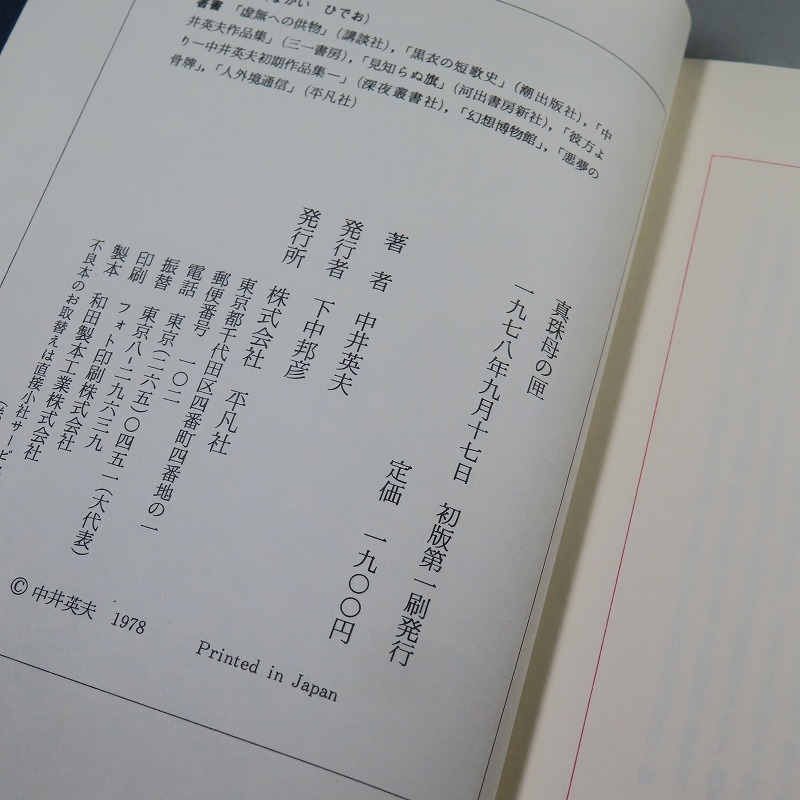 なかい ひでお)
著書 「虚無への供物」(講談社)，「黒衣の短歌史」(潮出版社)，「中
井英夫作品集」(三一書房)，「見知らぬ旗」(河出書房新社)，「彼方よ
り―中井英夫初期作品集―」(深夜叢書社)，「幻想博物館」，「悪夢の
骨牌」，「人外境通信」(平凡社)
真珠母の匣
一九七八年九月十七日 初版第一刷発行
定価 一九〇〇円
著者 中井英夫
発行者 下中邦彦
発行所 株式会社 平凡社
東京都千代田区四番町四番地の一
郵便番号 一〇二
電話 東京(二六五)〇四五一(大代表)
振替 東京八―二九六三九
印刷 フォト印刷株式会社
製本 和田製本工業株式会社
不良本のお取替えは直接小社サービス
© 中井英夫 1978
Printed in Japan